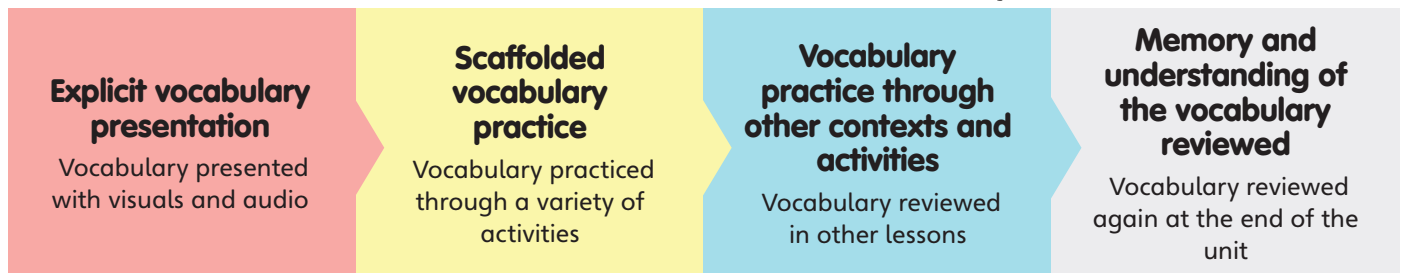 Explicit vocabulary
presentation
Vocabulary presented
with visuals and audio
Scaffolded
vocabulary
practice
Vocabulary practiced
through a variety of
activities
Vocabulary
practice through
other contexts and
activities
Vocabulary reviewed
in other lessons
Memory and
understanding of
the vocabulary
reviewed
Vocabulary reviewed
again at the end of the
unit